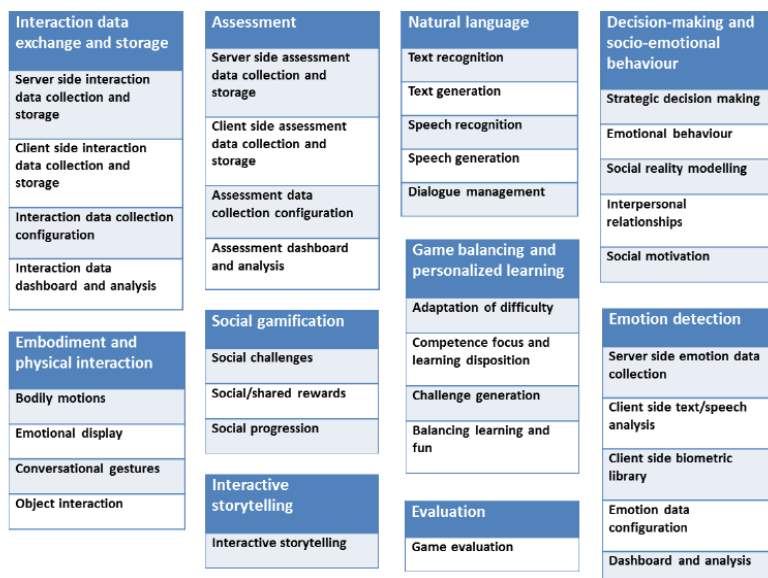 Interaction data
exchange and storage
Server side interaction
data collection and
storage
Client side interaction
data collection and
storage
Interaction data collection
configuration
Interaction data
dashboard and analysis
Embodiment and
physical interaction
Bodily motions
Emotional display
Conversational gestures
Object interaction
Assessment
Server side assessment
data collection and
storage
Client side assessment
data collection and
storage
Assessment data
collection configuration
Assessment dashboard
and analysis
Social gamification
Social challenges
Social/shared rewards
Social progression
Interactive
storytelling
Interactive storytelling
Natural language
Text recognition
Text generation
Speech recognition
Speech generation
Dialogue management
Game balancing and
personalized learning
Adaptation of difficulty
Competence focus and
learning disposition
Challenge generation
Balancing learning and
fun
Evaluation
Game evaluation
Decision-making and
socio-emotional
behaviour
Strategic decision making
Emotional behaviour
Social reality modelling
Interpersonal
relationships
Social motivation
Emotion detection
Server side emotion data
collection
Client side text/speech
analysis
Client side biometric
library
Emotion data
configuration
Dashboard and analysis